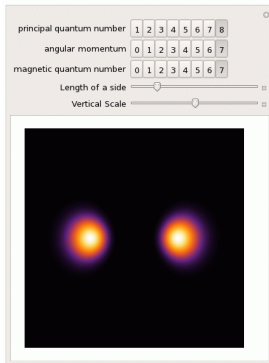 principal quantum number 1 2 3 4 5 6 7 8
angular momentum 0 1 2 3 4 5 6 7
magnetic quantum number 0 1 2 3 4 5 6 7
Length of a side
Vertical Scale